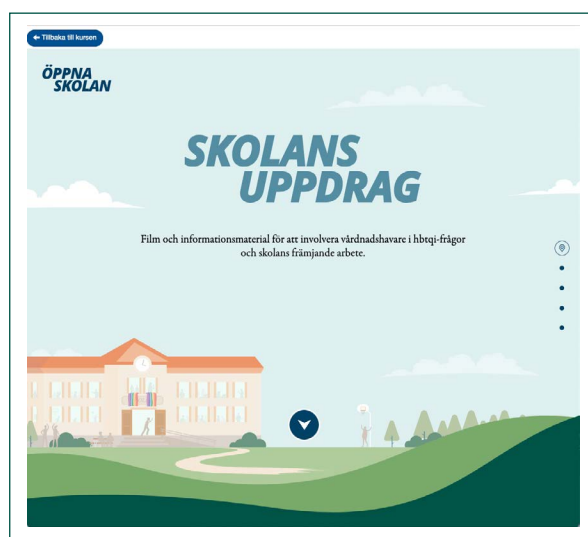 ← Tillbaka till kursen
ÖPPNA
SKOLAN
SKOLANS
UPPDRAG
Film och informationsmaterial för att involvera vårdnadshavare i hbtqi-frågor
och skolans främjande arbete.